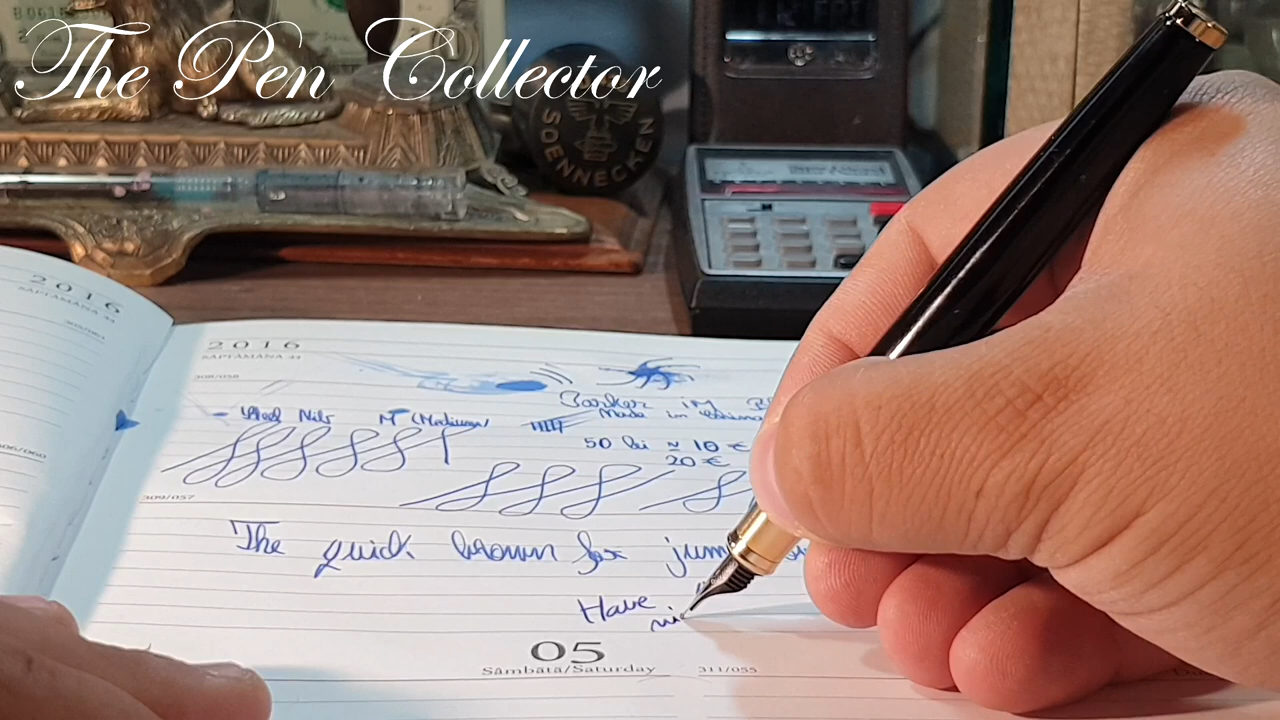 The Pen Collector
SOENNECKEN
2016
SĂPTĂMÂNA 44
2016
SĂPTĂMÂNA 44
308/058
Steel Nib M (Medium)
Parker IM
Made in
50 lei ≈ 10 €
20 €
309/057
The quick brown fox jum
Have
05
Sâmbătă/Saturday
311/055